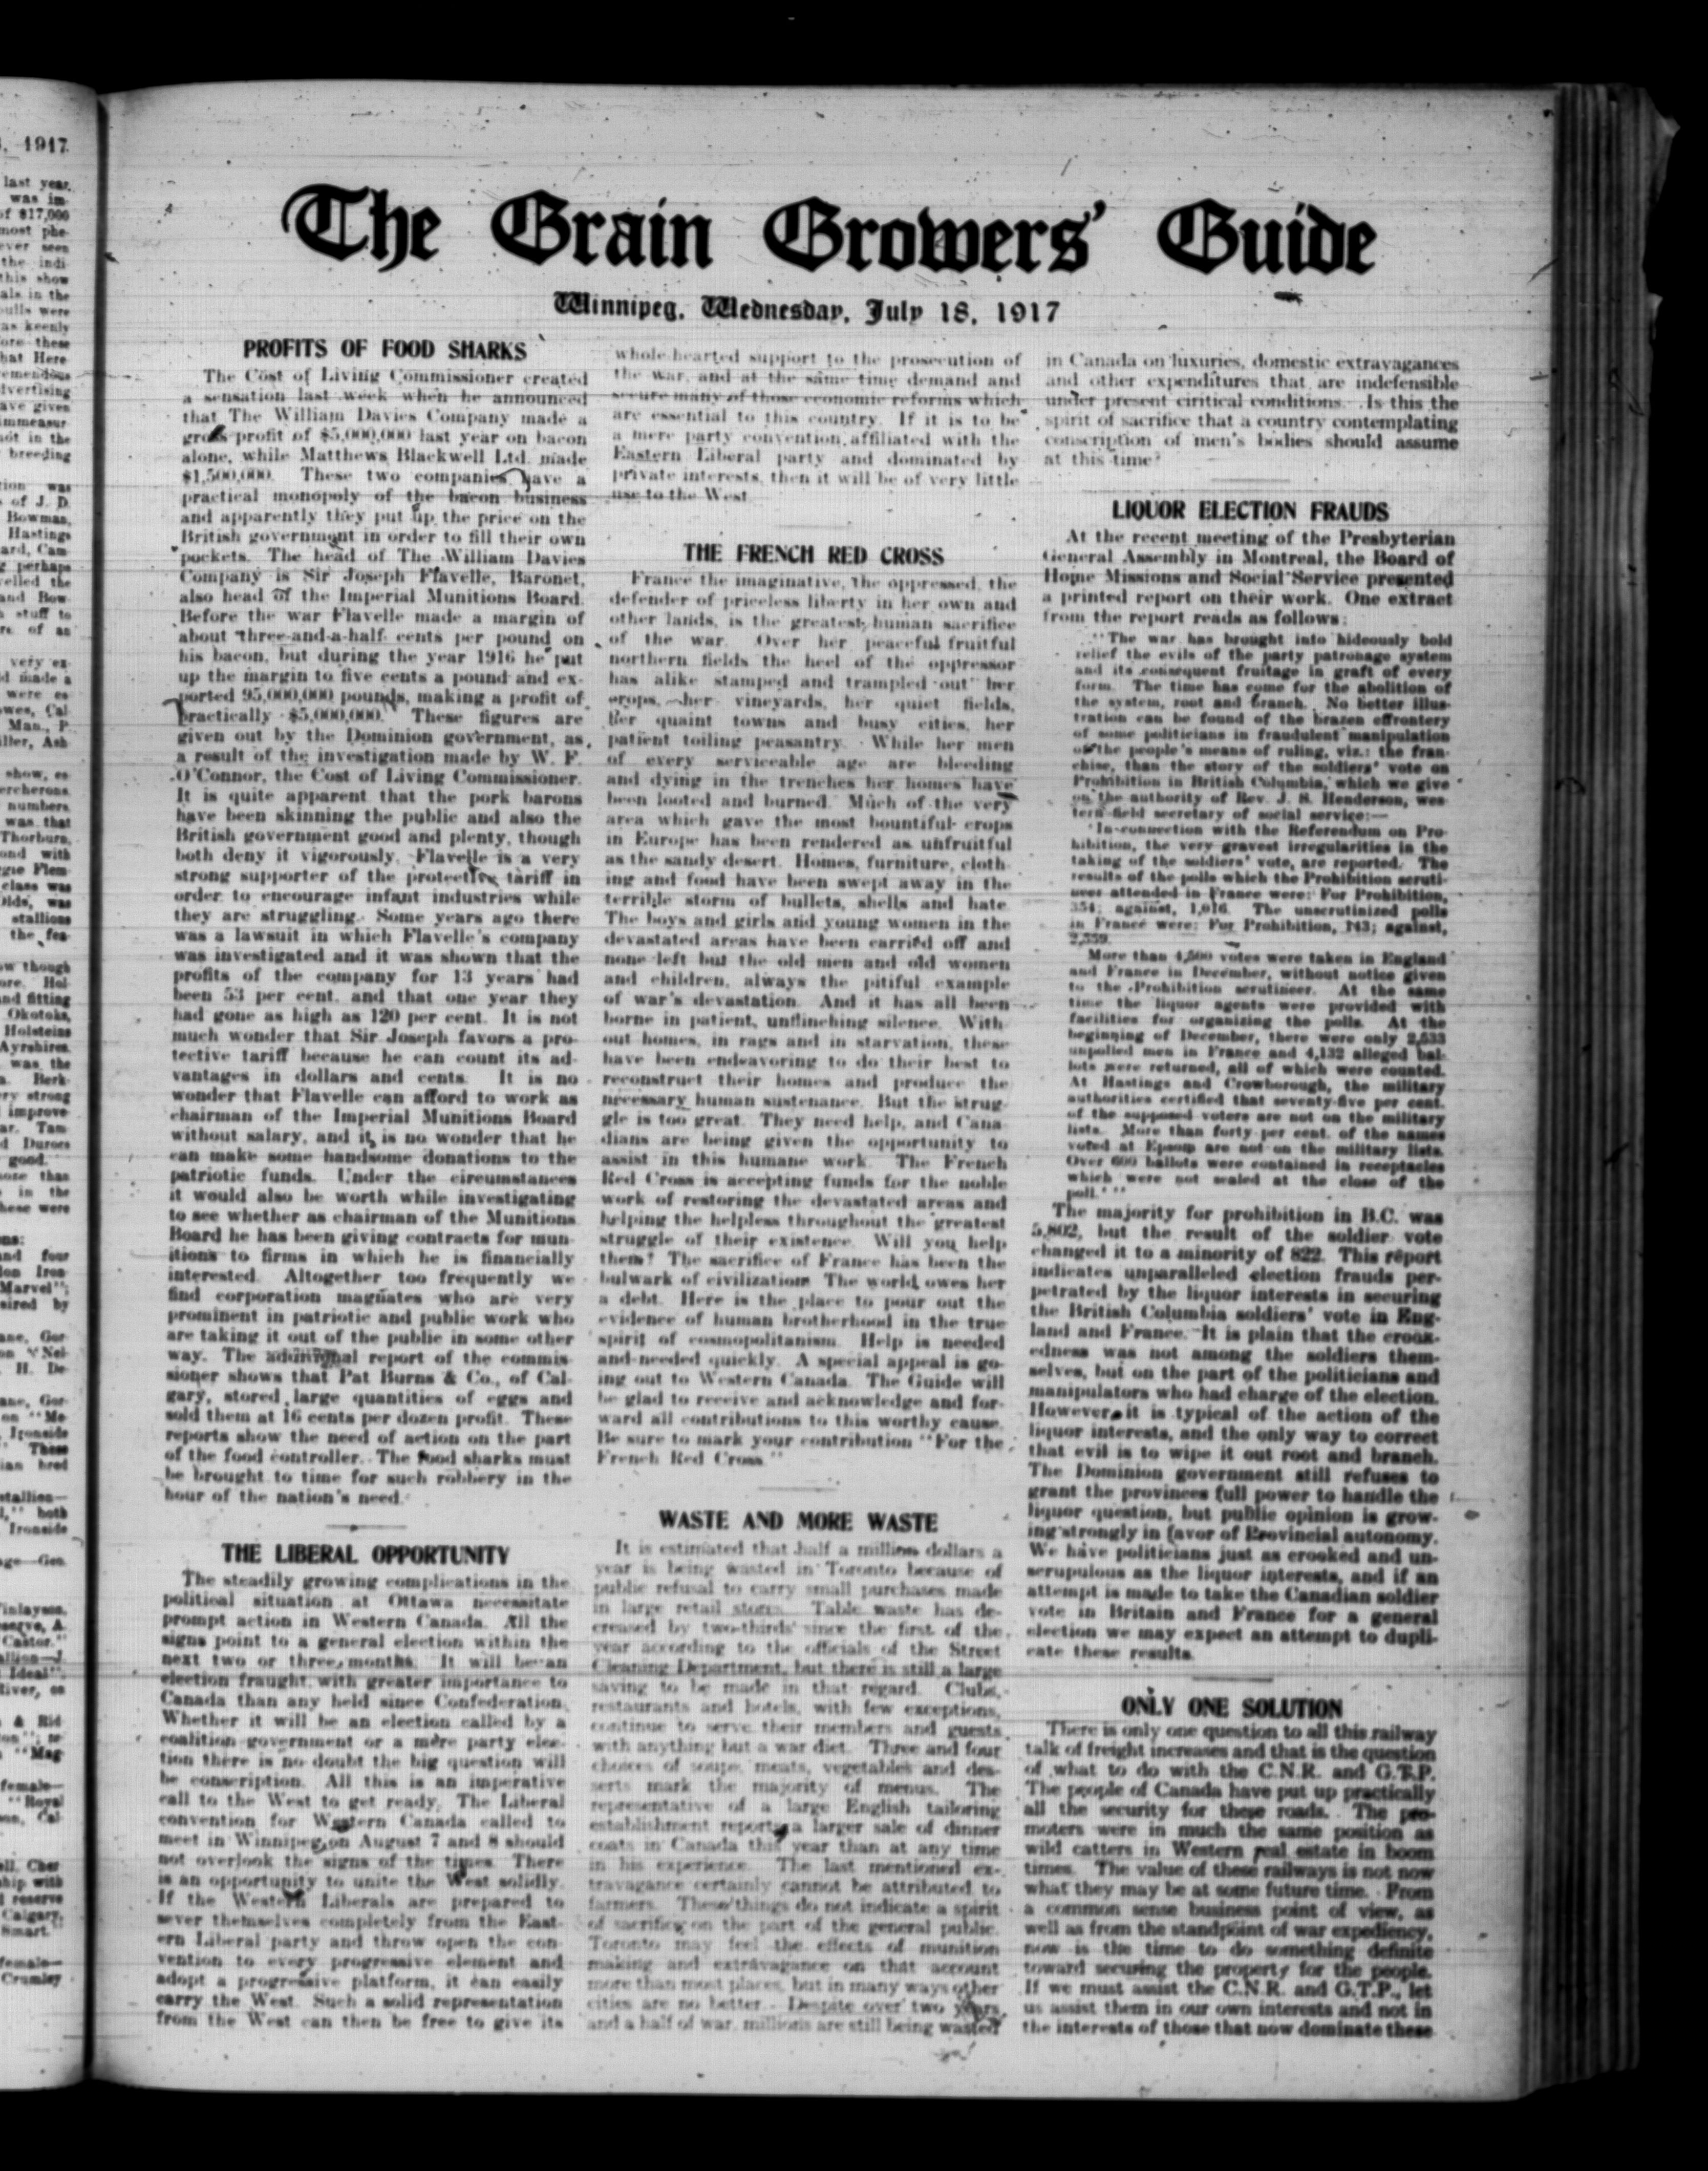 The Grain Growers' Guide
Winnipeg, Wednesday, July 18, 1917
PROFITS OF FOOD SHARKS
The Cost of Living Commissioner created
a sensation last week when he announced
that The William Davies Company made a
gross profit of $5,000,000 last year on bacon
alone, while Matthews Blackwell Ltd. made
$1,500,000. These two companies have a
practical monopoly of the bacon business
and apparently they put up the price on the
British government in order to fill their own
pockets. The head of The William Davies
Company is Sir Joseph Flavelle, Baronet,
also head of the Imperial Munitions Board.
Before the war Flavelle made a margin of
about three-and-a-half cents per pound on
his bacon, but during the year 1916 he put
up the margin to five cents a pound and ex-
ported 95,000,000 pounds, making a profit of
practically $5,000,000. These figures are
given out by the Dominion government, as
a result of the investigation made by W. F.
O'Connor, the Cost of Living Commissioner.
It is quite apparent that the pork barons
have been skinning the public and also the
British government good and plenty, though
both deny it vigorously. Flavelle is a very
strong supporter of the protective tariff in
order to encourage infant industries while
they are struggling. Some years ago there
was a lawsuit in which Flavelle's company
was investigated and it was shown that the
profits of the company for 13 years had
been 53 per cent. and that one year they
had gone as high as 120 per cent. It is not
much wonder that Sir Joseph favors a pro-
tective tariff because he can count its ad-
vantages in dollars and cents. It is no
wonder that Flavelle can afford to work as
chairman of the Imperial Munitions Board
without salary, and it is no wonder that he
can make some handsome donations to the
patriotic funds. Under the circumstances
it would also be worth while investigating
to see whether as chairman of the Munitions
Board he has been giving contracts for mun-
itions to firms in which he is financially
interested. Altogether too frequently we
find corporation magnates who are very
prominent in patriotic and public work who
are taking it out of the public in some other
way. The additional report of the commis-
sioner shows that Pat Burns & Co., of Cal-
gary, stored large quantities of eggs and
sold them at 16 cents per dozen profit. These
reports show the need of action on the part
of the food controller. The food sharks must
be brought to time for such robbery in the
hour of the nation's need.
THE LIBERAL OPPORTUNITY
The steadily growing complications in the
political situation at Ottawa necessitate
prompt action in Western Canada. All the
signs point to a general election within the
next two or three months. It will be an
election fraught with greater importance to
Canada than any held since Confederation.
Whether it will be an election called by a
coalition government or a mere party elec-
tion there is no doubt the big question will
be conscription. All this is an imperative
call to the West to get ready. The Liberal
convention for Western Canada called to
meet in Winnipeg on August 7 and 8 should
not overlook the signs of the times. There
is an opportunity to unite the West solidly.
If the Western Liberals are prepared to
sever themselves completely from the East-
ern Liberal party and throw open the con-
vention to every progressive element and
adopt a progressive platform, it can easily
carry the West. Such a solid representation
from the West can then be free to give its
whole-hearted support to the prosecution of
the war, and at the same time demand and
secure many of those economic reforms which
are essential to this country. If it is to be
a mere party convention affiliated with the
Eastern Liberal party and dominated by
private interests, then it will be of very little
use to the West.
THE FRENCH RED CROSS
France the imaginative, the oppressed, the
defender of priceless liberty in her own and
other lands, is the greatest human sacrifice
of the war. Over her peaceful fruitful
northern fields the heel of the oppressor
has alike stamped and trampled out her
crops, her vineyards, her quiet fields,
her quaint towns and busy cities, her
patient toiling peasantry. While her men
of every serviceable age are bleeding
and dying in the trenches her homes have
been looted and burned. Much of the very
area which gave the most bountiful crops
in Europe has been rendered as unfruitful
as the sandy desert. Homes, furniture, cloth-
ing and food have been swept away in the
terrible storm of bullets, shells and hate.
The boys and girls and young women in the
devastated areas have been carried off and
none left but the old men and old women
and children, always the pitiful example
of war's devastation. And it has all been
borne in patient, unflinching silence. With-
out homes, in rags and in starvation, these
have been endeavoring to do their best to
reconstruct their homes and produce the
necessary human sustenance. But the strug-
gle is too great. They need help, and Cana-
dians are being given the opportunity to
assist in this humane work. The French
Red Cross is accepting funds for the noble
work of restoring the devastated areas and
helping the helpless throughout the greatest
struggle of their existence. Will you help
them? The sacrifice of France has been the
bulwark of civilization. The world owes her
a debt. Here is the place to pour out the
evidence of human brotherhood in the true
spirit of cosmopolitanism. Help is needed
and needed quickly. A special appeal is go-
ing out to Western Canada. The Guide will
be glad to receive and acknowledge and for-
ward all contributions to this worthy cause.
Be sure to mark your contribution "For the
French Red Cross."
WASTE AND MORE WASTE
It is estimated that half a million dollars a
year is being wasted in Toronto because of
public refusal to carry small purchases made
in large retail stores. Table waste has de-
creased by two-thirds since the first of the
year according to the officials of the Street
Cleaning Department, but there is still a large
saving to be made in that regard. Clubs,
restaurants and hotels, with few exceptions,
continue to serve their members and guests
with anything but a war diet. Three and four
choices of soups, meats, vegetables and des-
serts mark the majority of menus. The
representative of a large English tailoring
establishment reports a larger sale of dinner
coats in Canada this year than at any time
in his experience. The last mentioned ex-
travagance certainly cannot be attributed to
farmers. These things do not indicate a spirit
of sacrifice on the part of the general public.
Toronto may feel the effects of munition
making and extravagance on that account
more than most places, but in many ways other
cities are no better. Despite over two years
and a half of war, millions are still being wasted
in Canada on luxuries, domestic extravagances
and other expenditures that are indefensible
under present ciritical conditions. Is this the
spirit of sacrifice that a country contemplating
conscription of men's bodies should assume
at this time?
LIQUOR ELECTION FRAUDS
At the recent meeting of the Presbyterian
General Assembly in Montreal, the Board of
Home Missions and Social Service presented
a printed report on their work. One extract
from the report reads as follows:
"The war has brought into hideously bold
relief the evils of the party patronage system
and its consequent fruitage in graft of every
form. The time has come for the abolition of
the system, root and branch. No better illus-
tration can be found of the brazen effrontery
of some politicians in fraudulent manipulation
of the people's means of ruling, viz.: the fran-
chise, than the story of the soldiers' vote on
Prohibition in British Columbia, which we give
on the authority of Rev. J. S. Henderson, wes-
tern field secretary of social service:—
'In connection with the Referendum on Pro-
hibition, the very gravest irregularities in the
taking of the soldiers' vote, are reported. The
results of the polls which the Prohibition scruti-
neer attended in France were: For Prohibition,
354; against, 1,016. The unscrutinized polls
in France were: For Prohibition, 143; against,
2,559.
More than 4,500 votes were taken in England
and France in December, without notice given
to the Prohibition scrutineer. At the same
time the liquor agents were provided with
facilities for organizing the polls. At the
beginning of December, there were only 2,533
unpolled men in France and 4,132 alleged bal-
lots were returned, all of which were counted.
At Hastings and Crowborough, the military
authorities certified that seventy-five per cent.
of the supposed voters are not on the military
lists. More than forty per cent. of the names
voted at Epsom are not on the military lists.
Over 600 ballots were contained in receptacles
which were not sealed at the close of the
poll.' "
The majority for prohibition in B.C. was
5,802, but the result of the soldier vote
changed it to a minority of 822. This report
indicates unparalleled election frauds per-
petrated by the liquor interests in securing
the British Columbia soldiers' vote in Eng-
land and France. It is plain that the crook-
edness was not among the soldiers them-
selves, but on the part of the politicians and
manipulators who had charge of the election.
However it is typical of the action of the
liquor interests, and the only way to correct
that evil is to wipe it out root and branch.
The Dominion government still refuses to
grant the provinces full power to handle the
liquor question, but public opinion is grow-
ing strongly in favor of Provincial autonomy.
We have politicians just as crooked and un-
scrupulous as the liquor interests, and if an
attempt is made to take the Canadian soldier
vote in Britain and France for a general
election we may expect an attempt to dupli-
cate these results.
ONLY ONE SOLUTION
There is only one question to all this railway
talk of freight increases and that is the question
of what to do with the C.N.R. and G.T.P.
The people of Canada have put up practically
all the security for these roads. The pro-
moters were in much the same position as
wild catters in Western real estate in boom
times. The value of these railways is not now
what they may be at some future time. From
a common sense business point of view, as
well as from the standpoint of war expediency,
now is the time to do something definite
toward securing the property for the people.
If we must assist the C.N.R. and G.T.P., let
us assist them in our own interests and not in
the interests of those that now dominate these